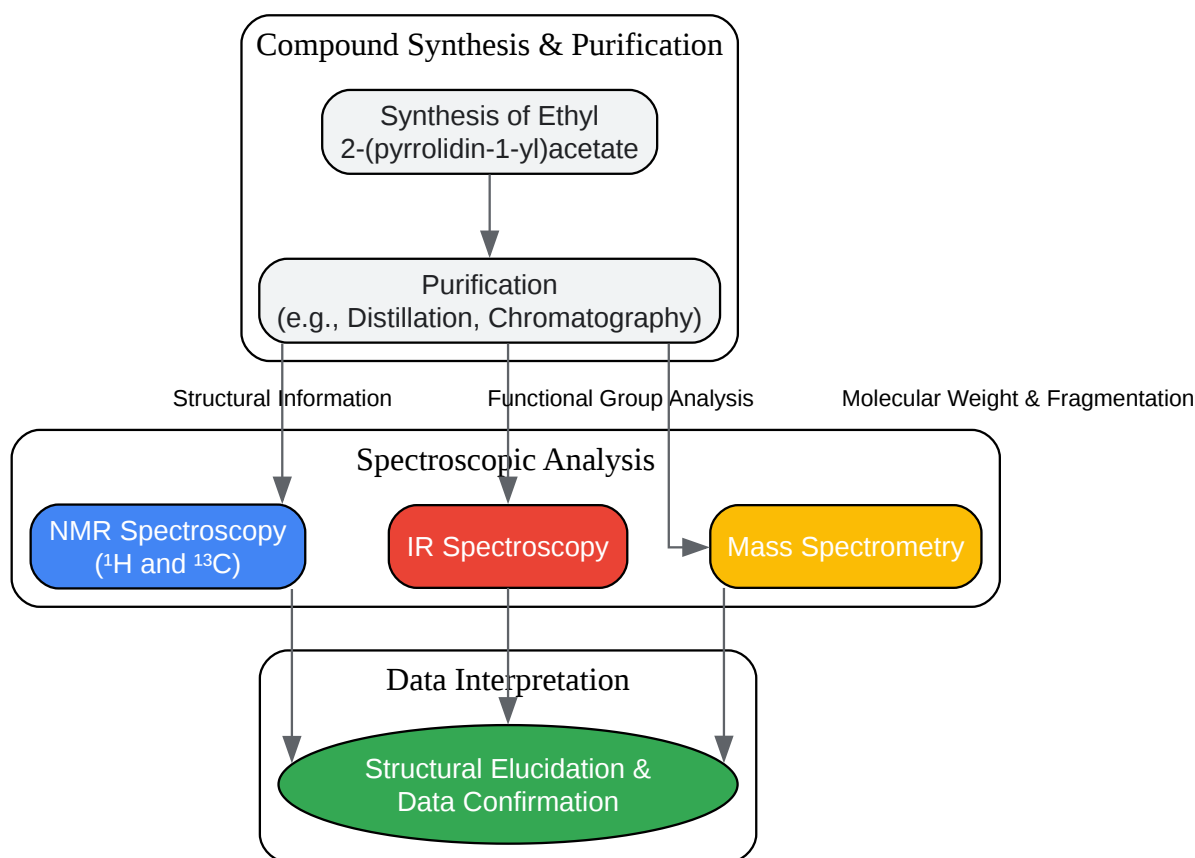 Compound Synthesis & Purification
Synthesis of Ethyl
2-(pyrrolidin-1-yl)acetate
Purification
(e.g., Distillation, Chromatography)
Structural Information
Functional Group Analysis
Molecular Weight & Fragmentation
Spectroscopic Analysis
NMR Spectroscopy
(¹H and ¹³C)
IR Spectroscopy
Mass Spectrometry
Data Interpretation
Structural Elucidation &
Data Confirmation